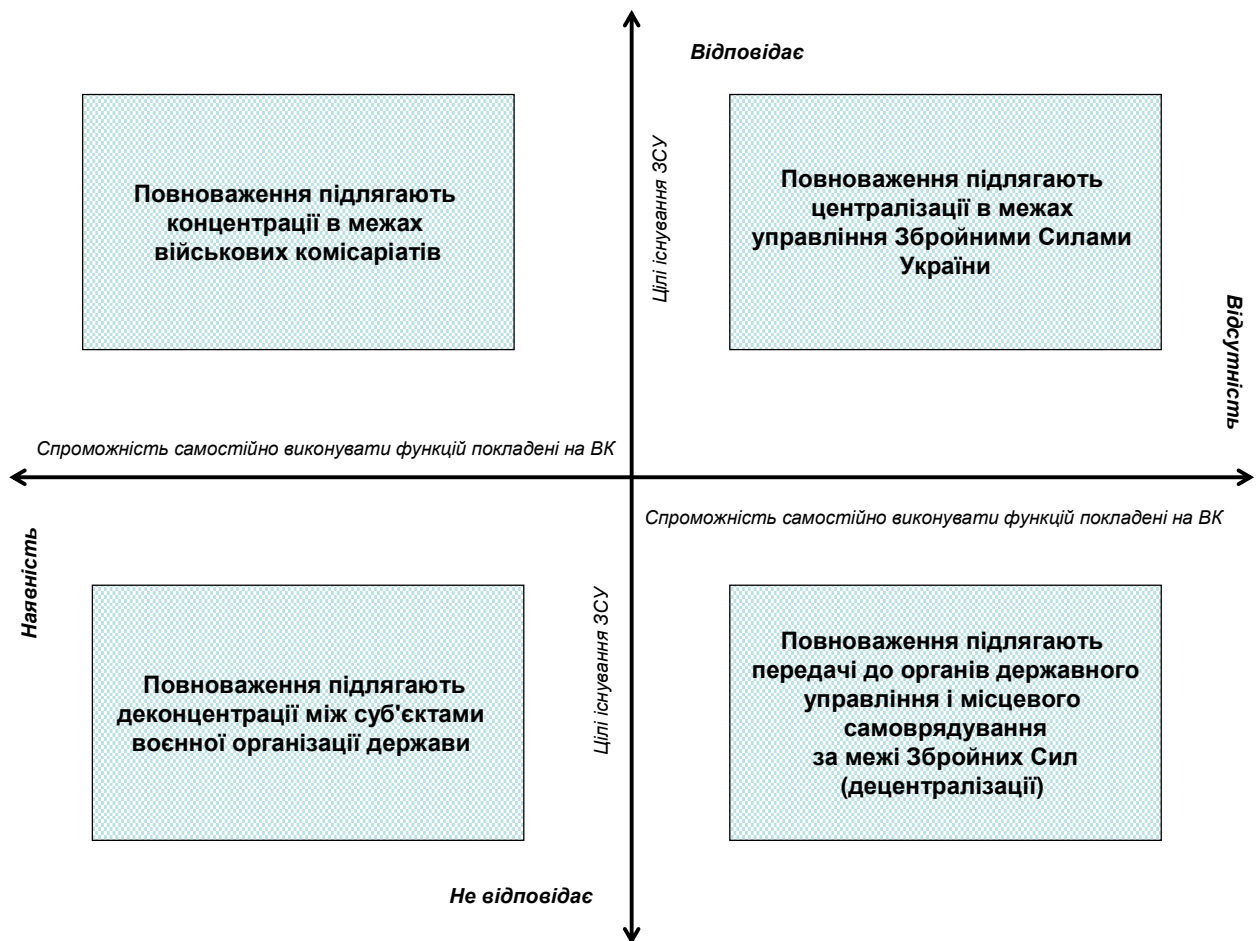 Відповідає
Повноваження підлягають
концентрації в межах
військових комісаріатів
Цілі існування ЗСУ
Повноваження підлягають
централізації в межах
управління Збройними Силами
України
Відсутність
Спроможність самостійно виконувати функцій покладені на ВК
Спроможність самостійно виконувати функцій покладені на ВК
Наявність
Повноваження підлягають
деконцентрації між суб'єктами
воєнної організації держави
Цілі існування ЗСУ
Повноваження підлягають
передачі до органів державного
управління і місцевого
самоврядування
за межі Збройних Сил
(децентралізації)
Не відповідає